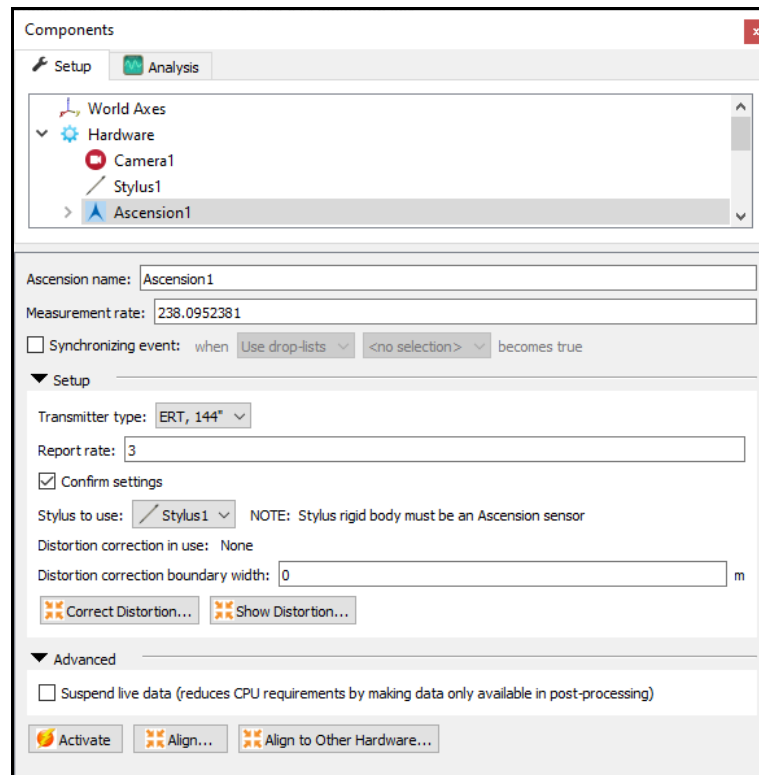 Components
x
Setup
Analysis
World Axes
Hardware
Camera1
Stylus1
Ascension1
Ascension name: Ascension1
Measurement rate: 238.0952381
Synchronizing event: when Use drop-lists <no selection> becomes true
Setup
Transmitter type: ERT, 144"
Report rate: 3
Confirm settings
Stylus to use: Stylus1 NOTE: Stylus rigid body must be an Ascension sensor
Distortion correction in use: None
Distortion correction boundary width: 0 m
Correct Distortion... Show Distortion...
Advanced
Suspend live data (reduces CPU requirements by making data only available in post-processing)
Activate Align... Align to Other Hardware...